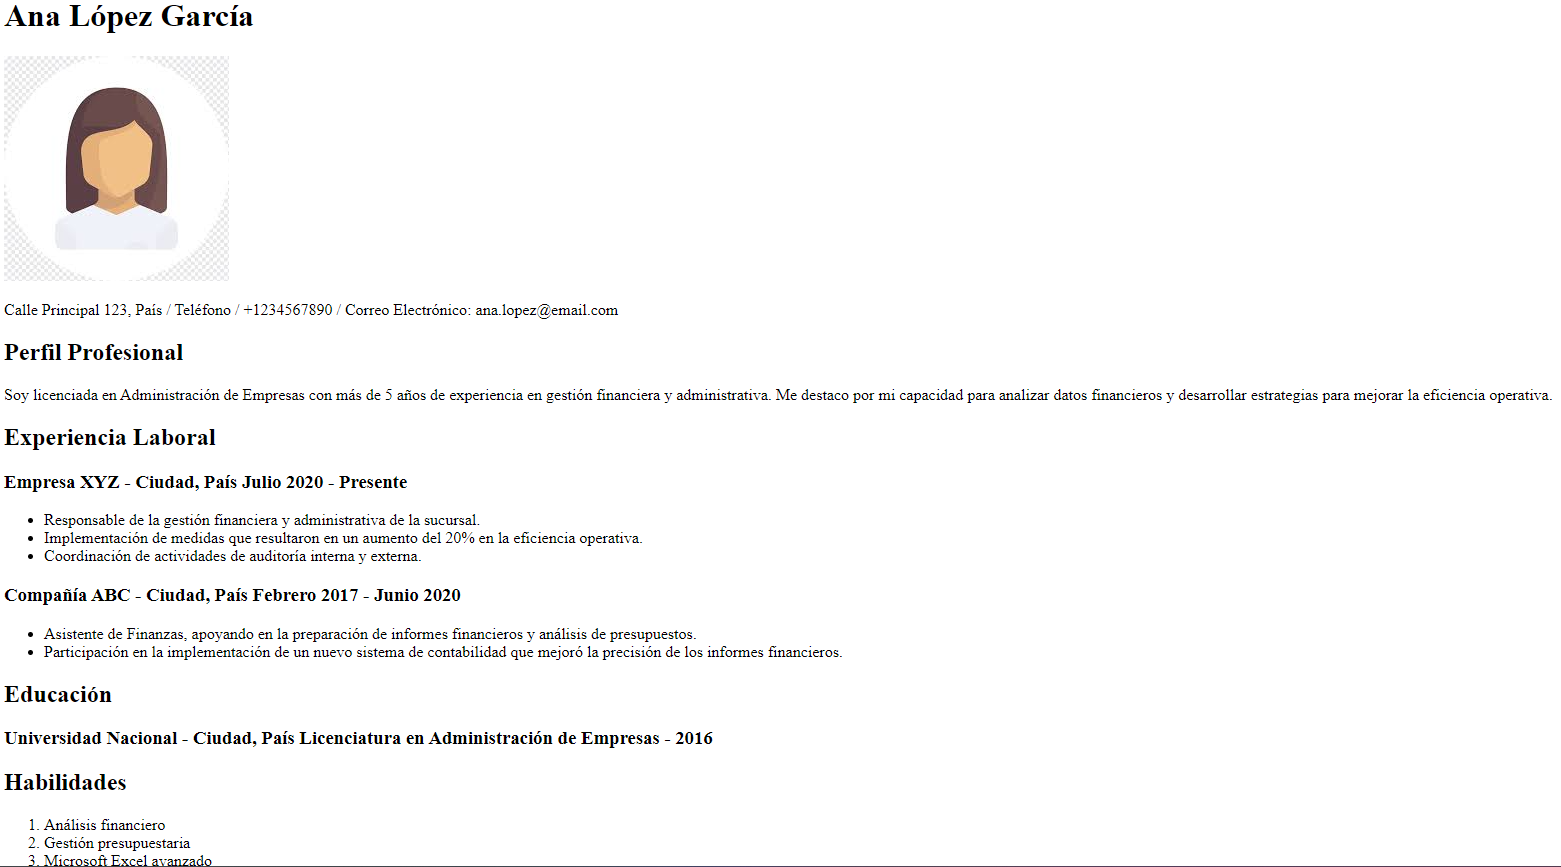 Ana López García
Calle Principal 123, País / Teléfono / +1234567890 / Correo Electrónico: ana.lopez@email.com
Perfil Profesional
Soy licenciada en Administración de Empresas con más de 5 años de experiencia en gestión financiera y administrativa. Me destaco por mi capacidad para analizar datos financieros y desarrollar estrategias para mejorar la eficiencia operativa.
Experiencia Laboral
Empresa XYZ - Ciudad, País Julio 2020 - Presente
• Responsable de la gestión financiera y administrativa de la sucursal.
• Implementación de medidas que resultaron en un aumento del 20% en la eficiencia operativa.
• Coordinación de actividades de auditoría interna y externa.
Compañía ABC - Ciudad, País Febrero 2017 - Junio 2020
• Asistente de Finanzas, apoyando en la preparación de informes financieros y análisis de presupuestos.
• Participación en la implementación de un nuevo sistema de contabilidad que mejoró la precisión de los informes financieros.
Educación
Universidad Nacional - Ciudad, País Licenciatura en Administración de Empresas - 2016
Habilidades
1. Análisis financiero
2. Gestión presupuestaria
3. Microsoft Excel avanzado